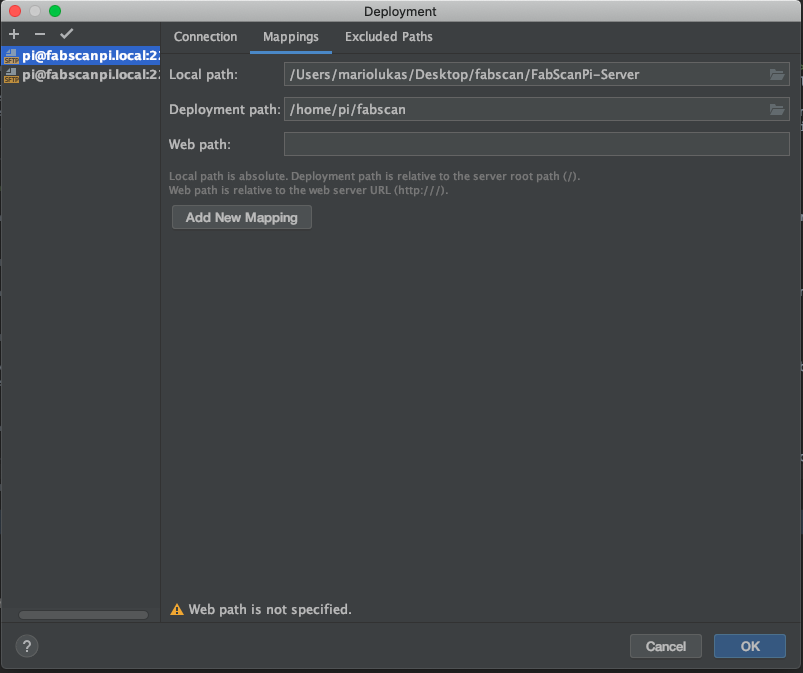 Deployment
Connection
Mappings
Excluded Paths
SFTP pi@fabscanpi.local:22
SFTP pi@fabscanpi.local:22
Local path:
/Users/mariolukas/Desktop/fabscan/FabScanPi-Server
Deployment path:
/home/pi/fabscan
Web path:
Local path is absolute. Deployment path is relative to the server root path (/).
Web path is relative to the web server URL (http:///).
Add New Mapping
Web path is not specified.
?
Cancel
OK